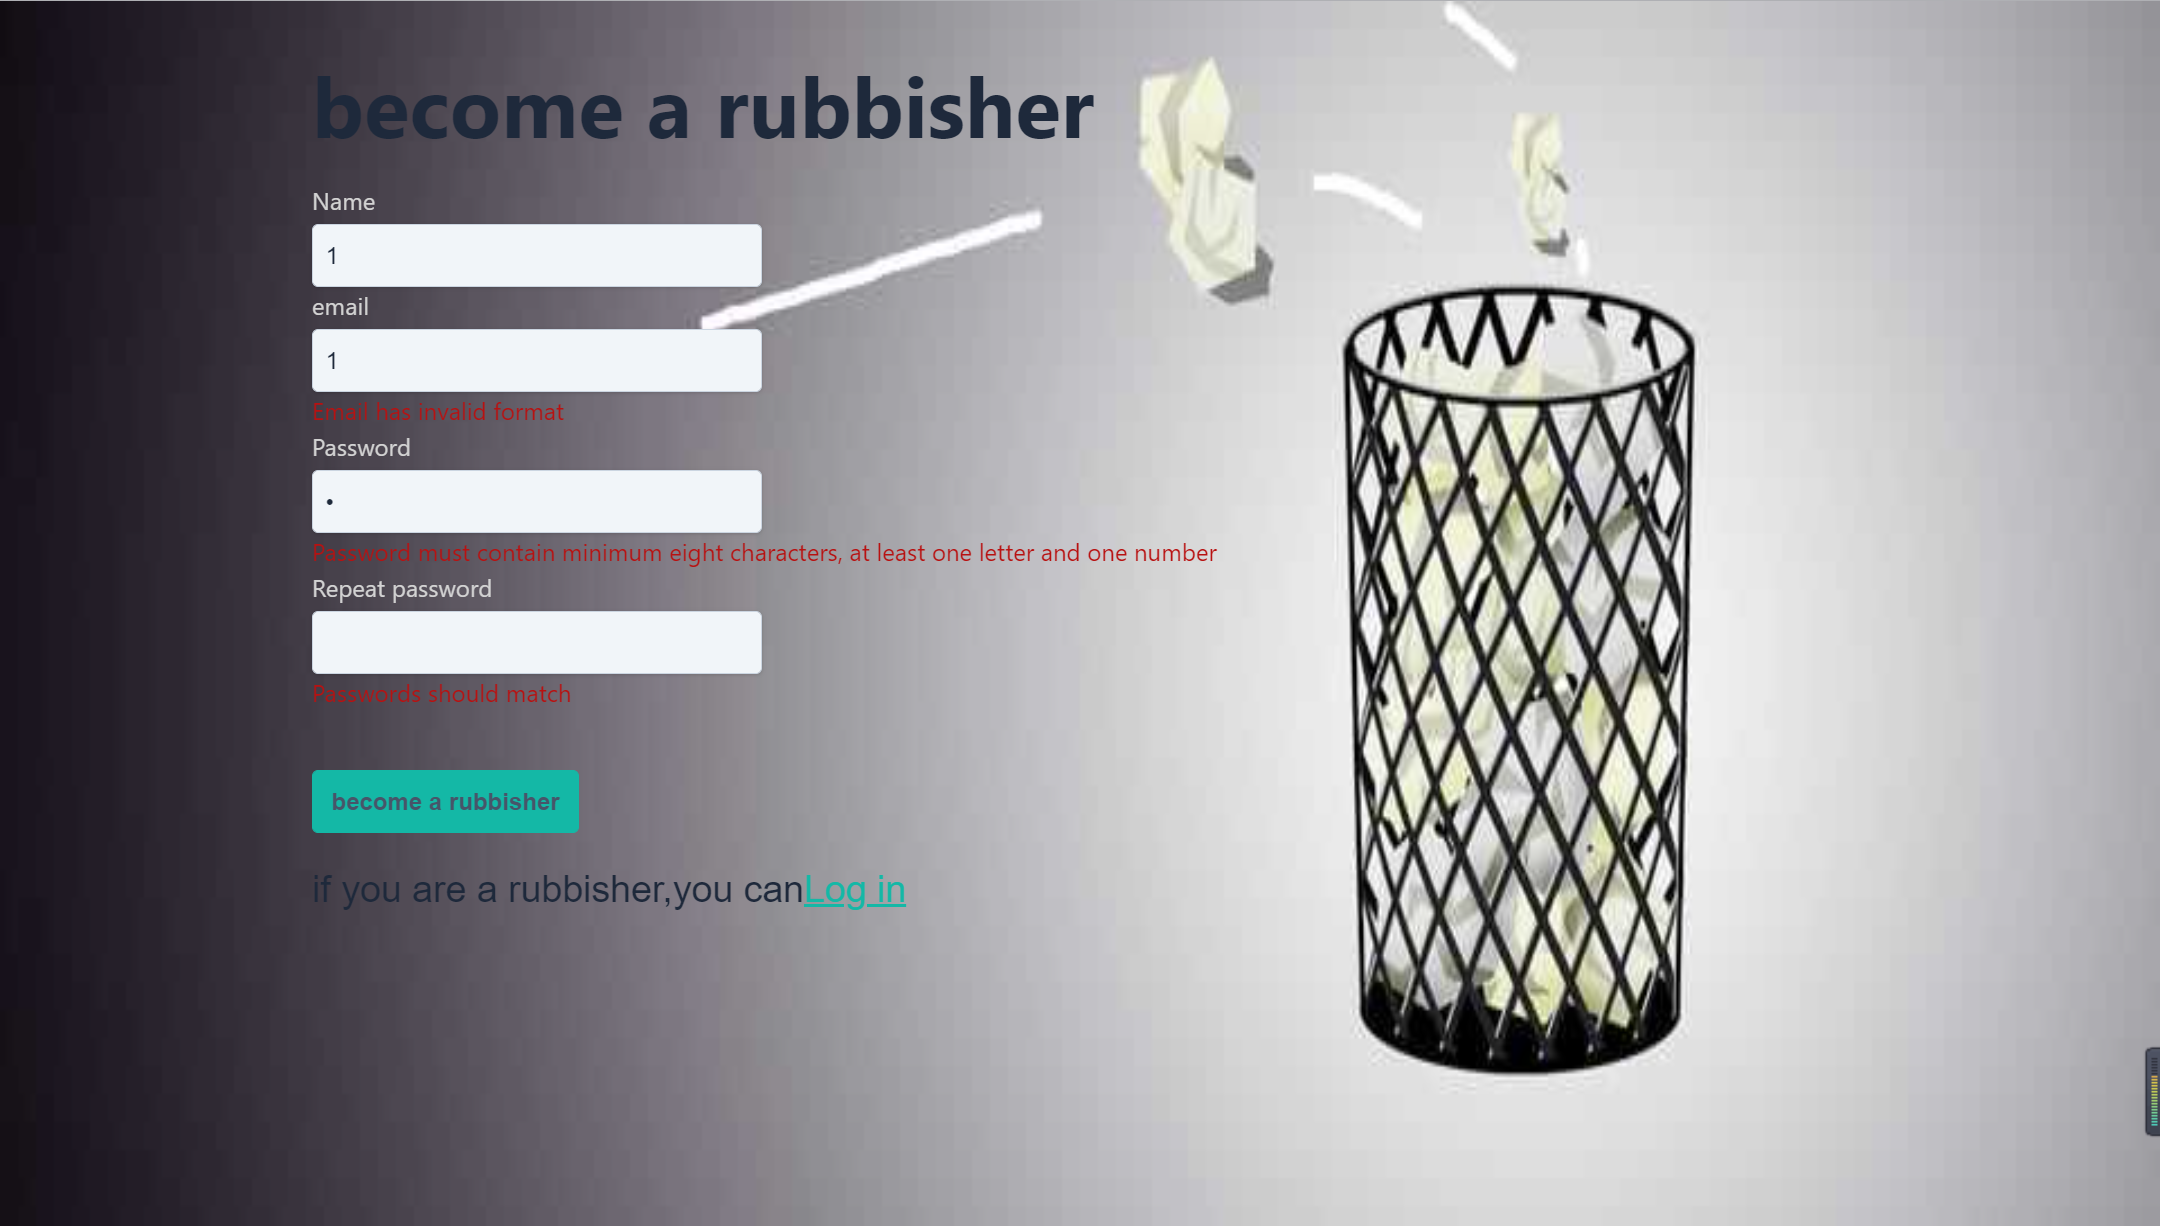 become a rubbisher
Name
1
email
1
Email has invalid format
Password
•
Password must contain minimum eight characters, at least one letter and one number
Repeat password
Passwords should match
become a rubbisher
if you are a rubbisher,you canLog in